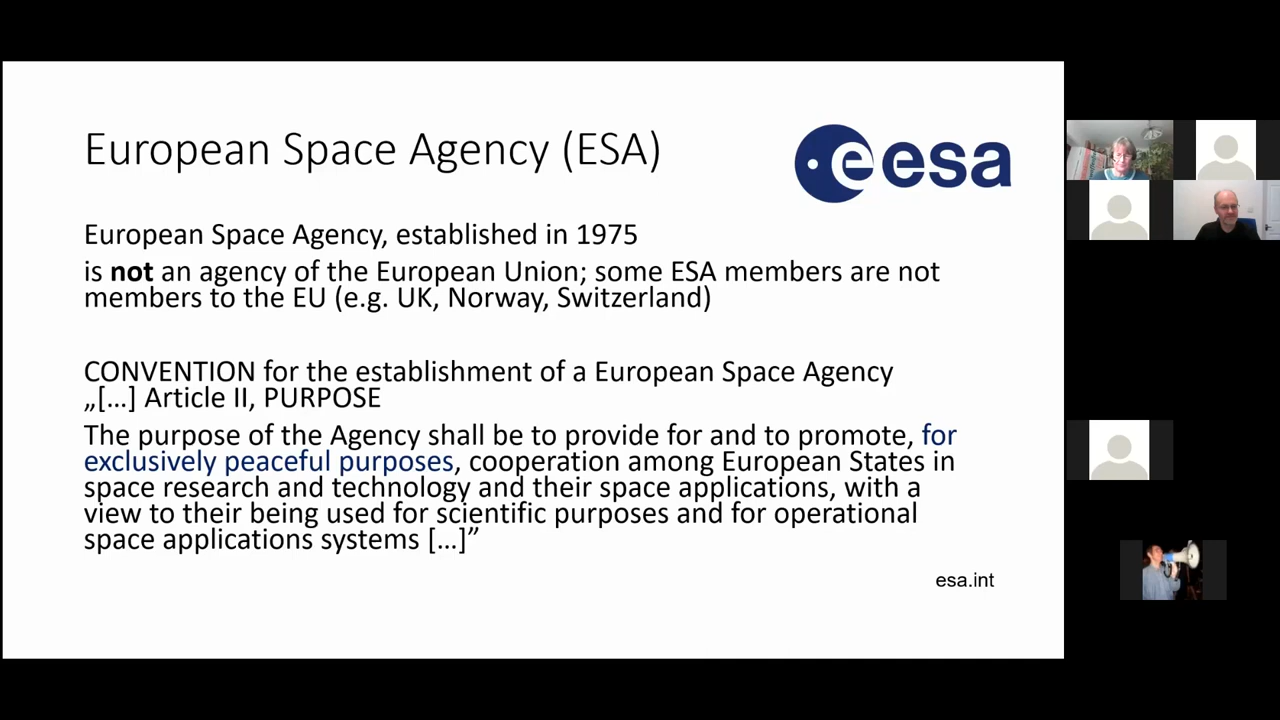 European Space Agency (ESA)
esa
European Space Agency, established in 1975
is not an agency of the European Union; some ESA members are not
members to the EU (e.g. UK, Norway, Switzerland)
CONVENTION for the establishment of a European Space Agency
„[…] Article II, PURPOSE
The purpose of the Agency shall be to provide for and to promote, for
exclusively peaceful purposes, cooperation among European States in
space research and technology and their space applications, with a
view to their being used for scientific purposes and for operational
space applications systems […]”
esa.int